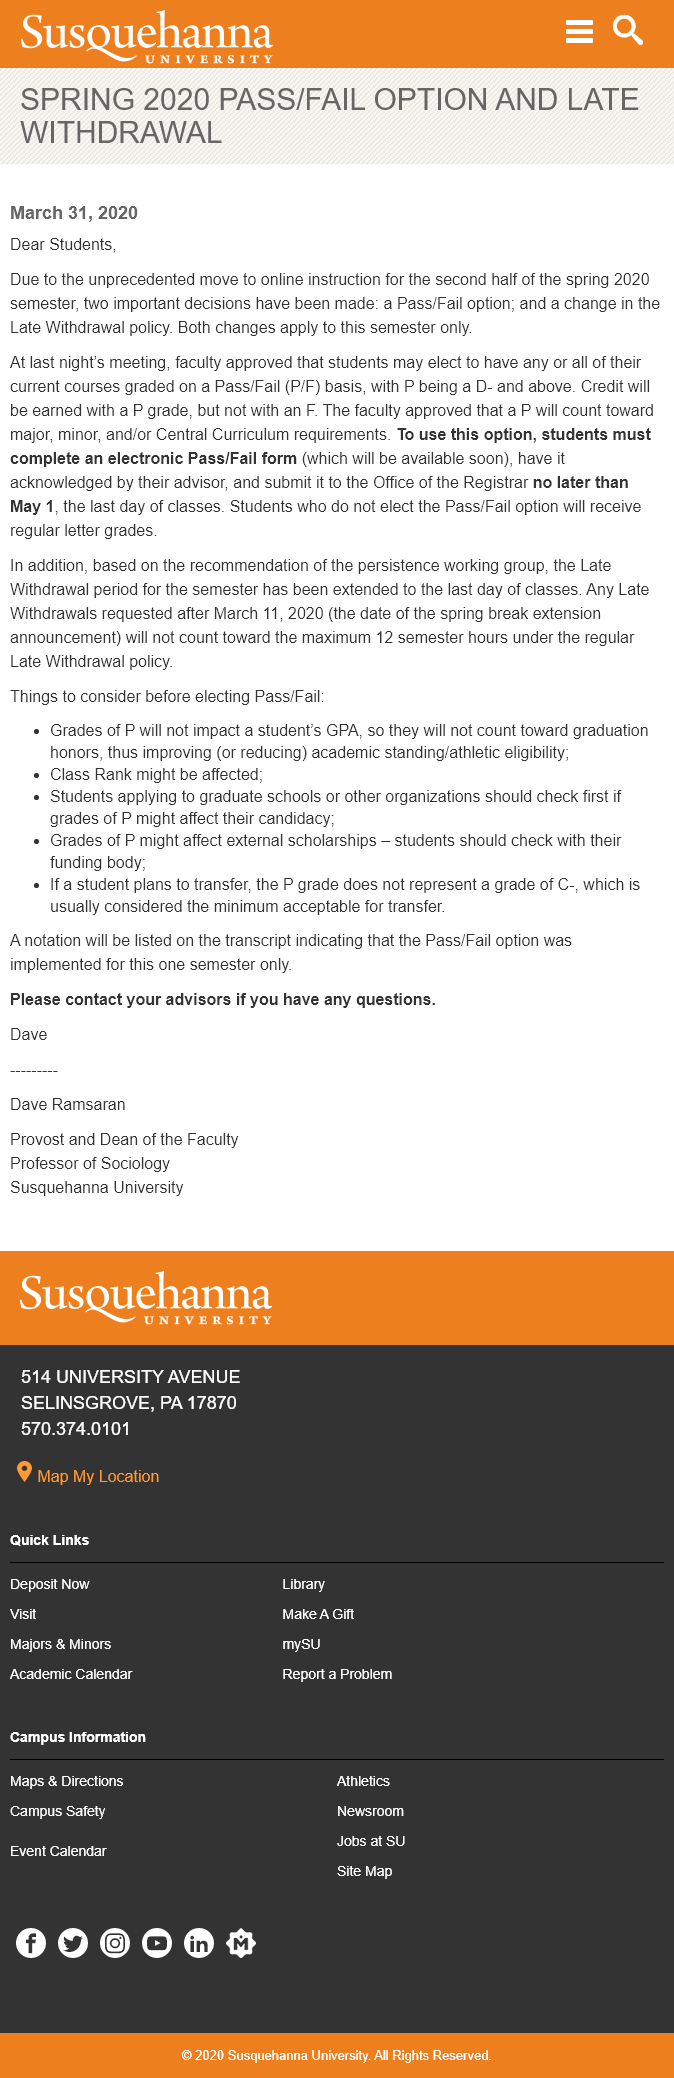 Susquehanna
UNIVERSITY
SPRING 2020 PASS/FAIL OPTION AND LATE
WITHDRAWAL
March 31, 2020
Dear Students,
Due to the unprecedented move to online instruction for the second half of the spring 2020
semester, two important decisions have been made: a Pass/Fail option; and a change in the
Late Withdrawal policy. Both changes apply to this semester only.
At last night’s meeting, faculty approved that students may elect to have any or all of their
current courses graded on a Pass/Fail (P/F) basis, with P being a D- and above. Credit will
be earned with a P grade, but not with an F. The faculty approved that a P will count toward
major, minor, and/or Central Curriculum requirements. To use this option, students must
complete an electronic Pass/Fail form (which will be available soon), have it
acknowledged by their advisor, and submit it to the Office of the Registrar no later than
May 1, the last day of classes. Students who do not elect the Pass/Fail option will receive
regular letter grades.
In addition, based on the recommendation of the persistence working group, the Late
Withdrawal period for the semester has been extended to the last day of classes. Any Late
Withdrawals requested after March 11, 2020 (the date of the spring break extension
announcement) will not count toward the maximum 12 semester hours under the regular
Late Withdrawal policy.
Things to consider before electing Pass/Fail:
• Grades of P will not impact a student’s GPA, so they will not count toward graduation
honors, thus improving (or reducing) academic standing/athletic eligibility;
• Class Rank might be affected;
• Students applying to graduate schools or other organizations should check first if
grades of P might affect their candidacy;
• Grades of P might affect external scholarships – students should check with their
funding body;
• If a student plans to transfer, the P grade does not represent a grade of C-, which is
usually considered the minimum acceptable for transfer.
A notation will be listed on the transcript indicating that the Pass/Fail option was
implemented for this one semester only.
Please contact your advisors if you have any questions.
Dave
---------
Dave Ramsaran
Provost and Dean of the Faculty
Professor of Sociology
Susquehanna University
Susquehanna
UNIVERSITY
514 UNIVERSITY AVENUE
SELINSGROVE, PA 17870
570.374.0101
Map My Location
Quick Links
Deposit Now
Visit
Majors & Minors
Academic Calendar
Library
Make A Gift
mySU
Report a Problem
Campus Information
Maps & Directions
Campus Safety
Event Calendar
Athletics
Newsroom
Jobs at SU
Site Map
© 2020 Susquehanna University. All Rights Reserved.